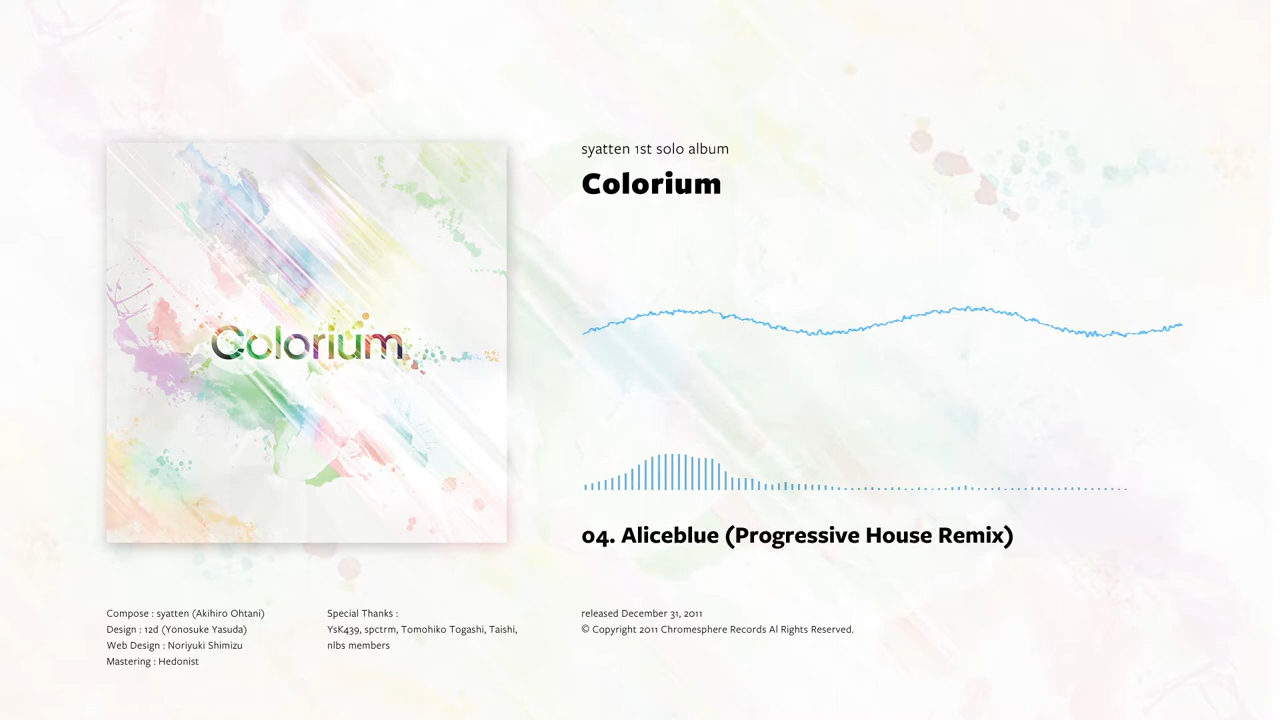 syatten 1st solo album
Colorium
Colorium
04. Aliceblue (Progressive House Remix)
Compose : syatten (Akihiro Ohtani)
Design : 12d (Yonosuke Yasuda)
Web Design : Noriyuki Shimizu
Mastering : Hedonist
Special Thanks :
YsK439, spctrm, Tomohiko Togashi, Taishi,
nlbs members
released December 31, 2011
© Copyright 2011 Chromesphere Records Al Rights Reserved.